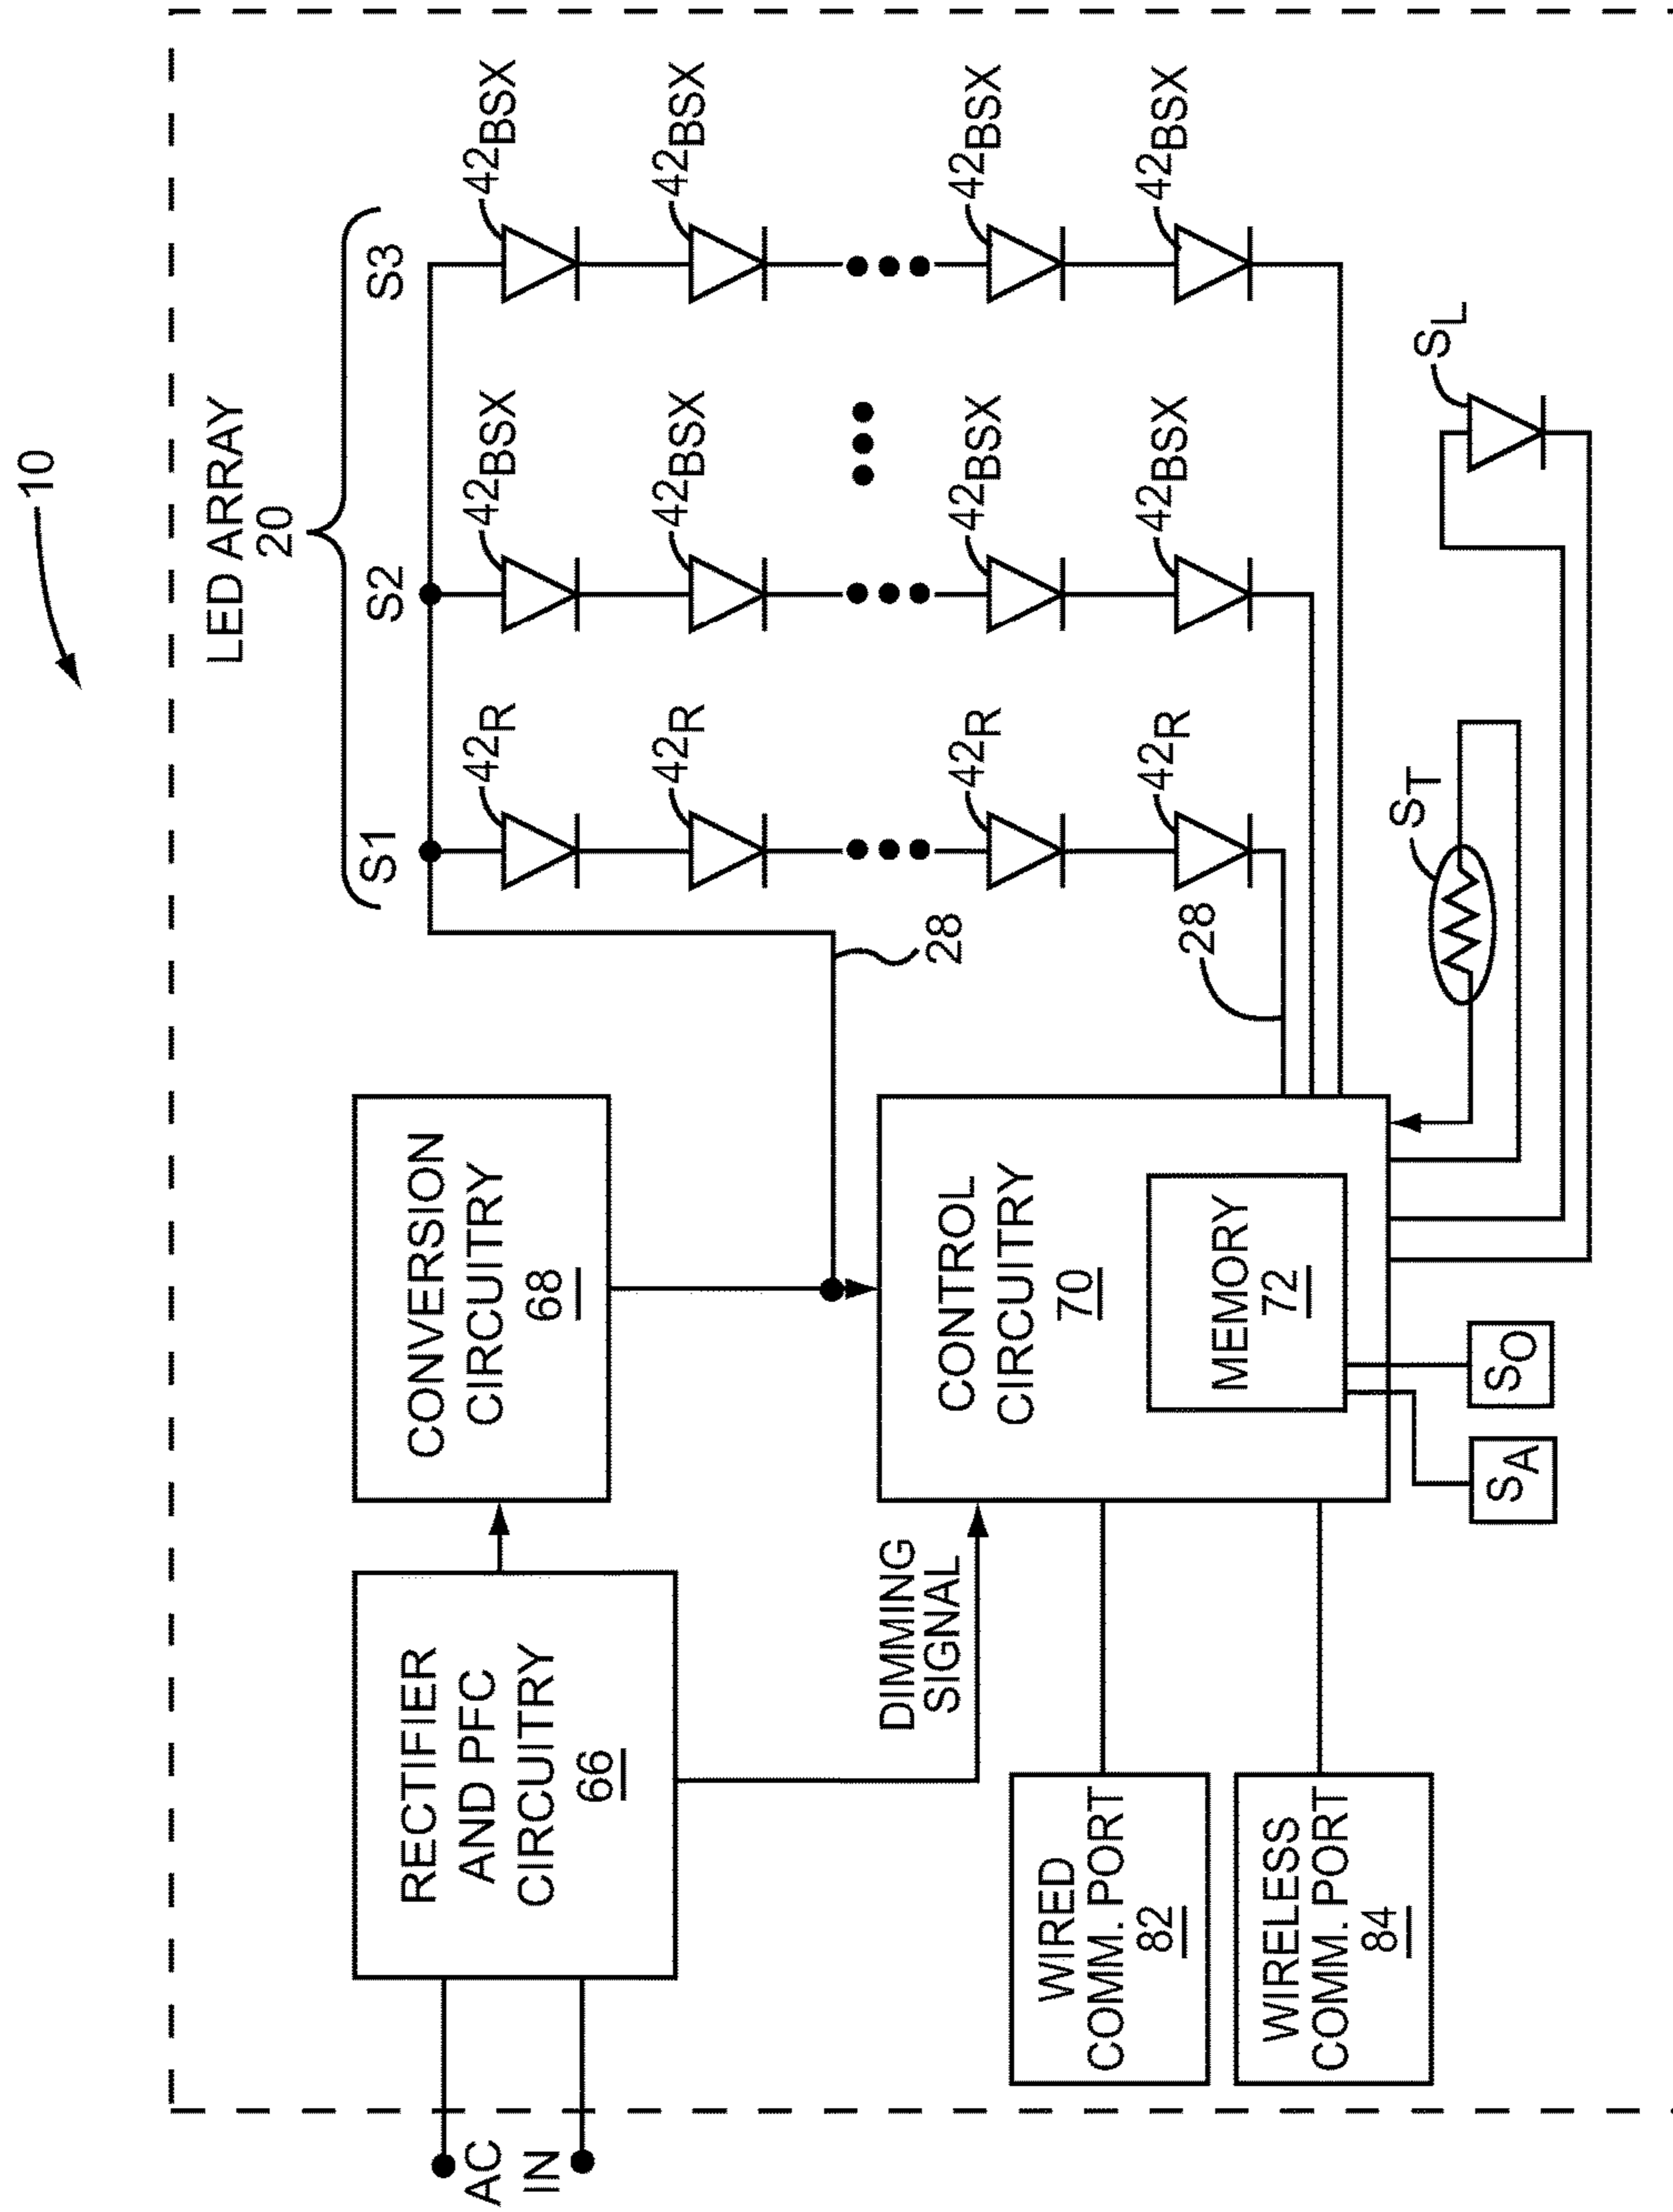 10
LED ARRAY
20
S1
S2
S3
42R
42BSX
42BSX
42R
42BSX
42BSX
42R
42BSX
42BSX
42R
42BSX
42BSX
28
28
AC
IN
RECTIFIER
AND PFC
CIRCUITRY
66
CONVERSION
CIRCUITRY
68
DIMMING
SIGNAL
CONTROL
CIRCUITRY
70
MEMORY
72
WIRED
COMM. PORT
82
WIRELESS
COMM. PORT
84
SA
SO
ST
SL